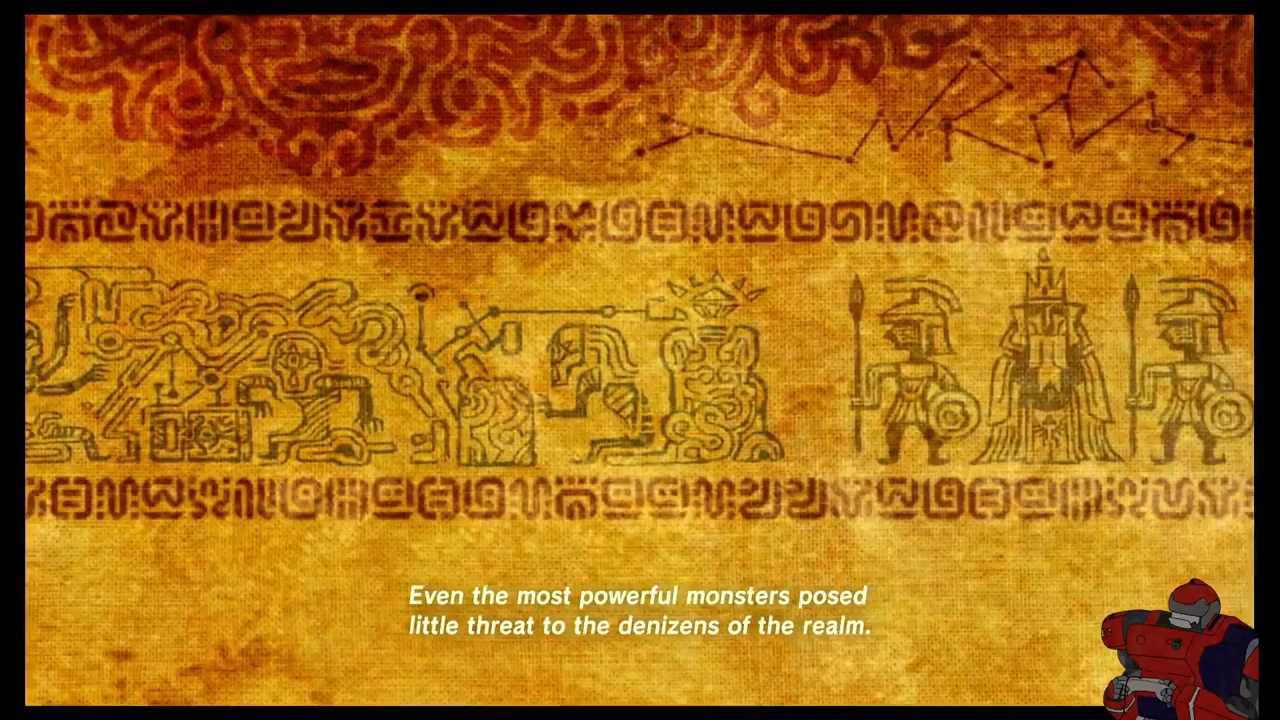 Even the most powerful monsters posed
little threat to the denizens of the realm.